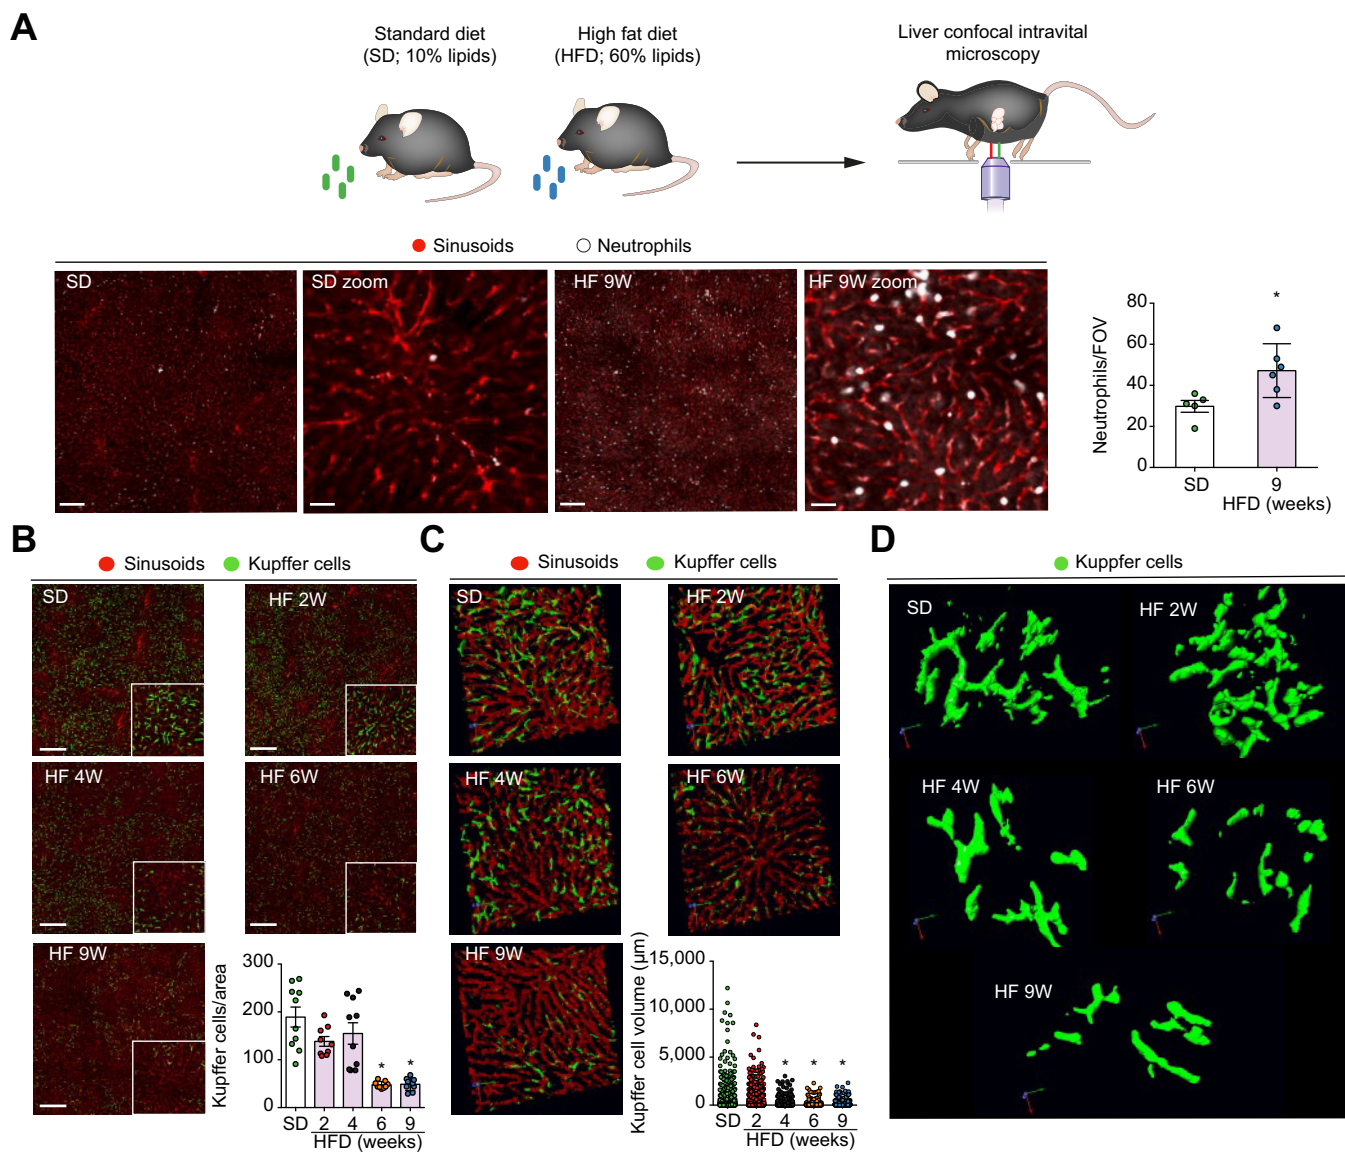 A
Standard diet
(SD; 10% lipids)
High fat diet
(HFD; 60% lipids)
Liver confocal intravital
microscopy
Sinusoids
Neutrophils
SD
SD zoom
HF 9W
HF 9W zoom
Neutrophils/FOV
80
60
40
20
0
*
SD
9
HFD (weeks)
B
Sinusoids
Kupffer cells
SD
HF 2W
HF 4W
HF 6W
HF 9W
Kupffer cells/area
300
200
100
0
*
*
SD
2
4
6
9
HFD (weeks)
C
Sinusoids
Kupffer cells
SD
HF 2W
HF 4W
HF 6W
HF 9W
Kupffer cell volume (μm)
15,000
10,000
5,000
0
*
*
*
SD
2
4
6
9
HFD (weeks)
D
Kuppfer cells
SD
HF 2W
HF 4W
HF 6W
HF 9W